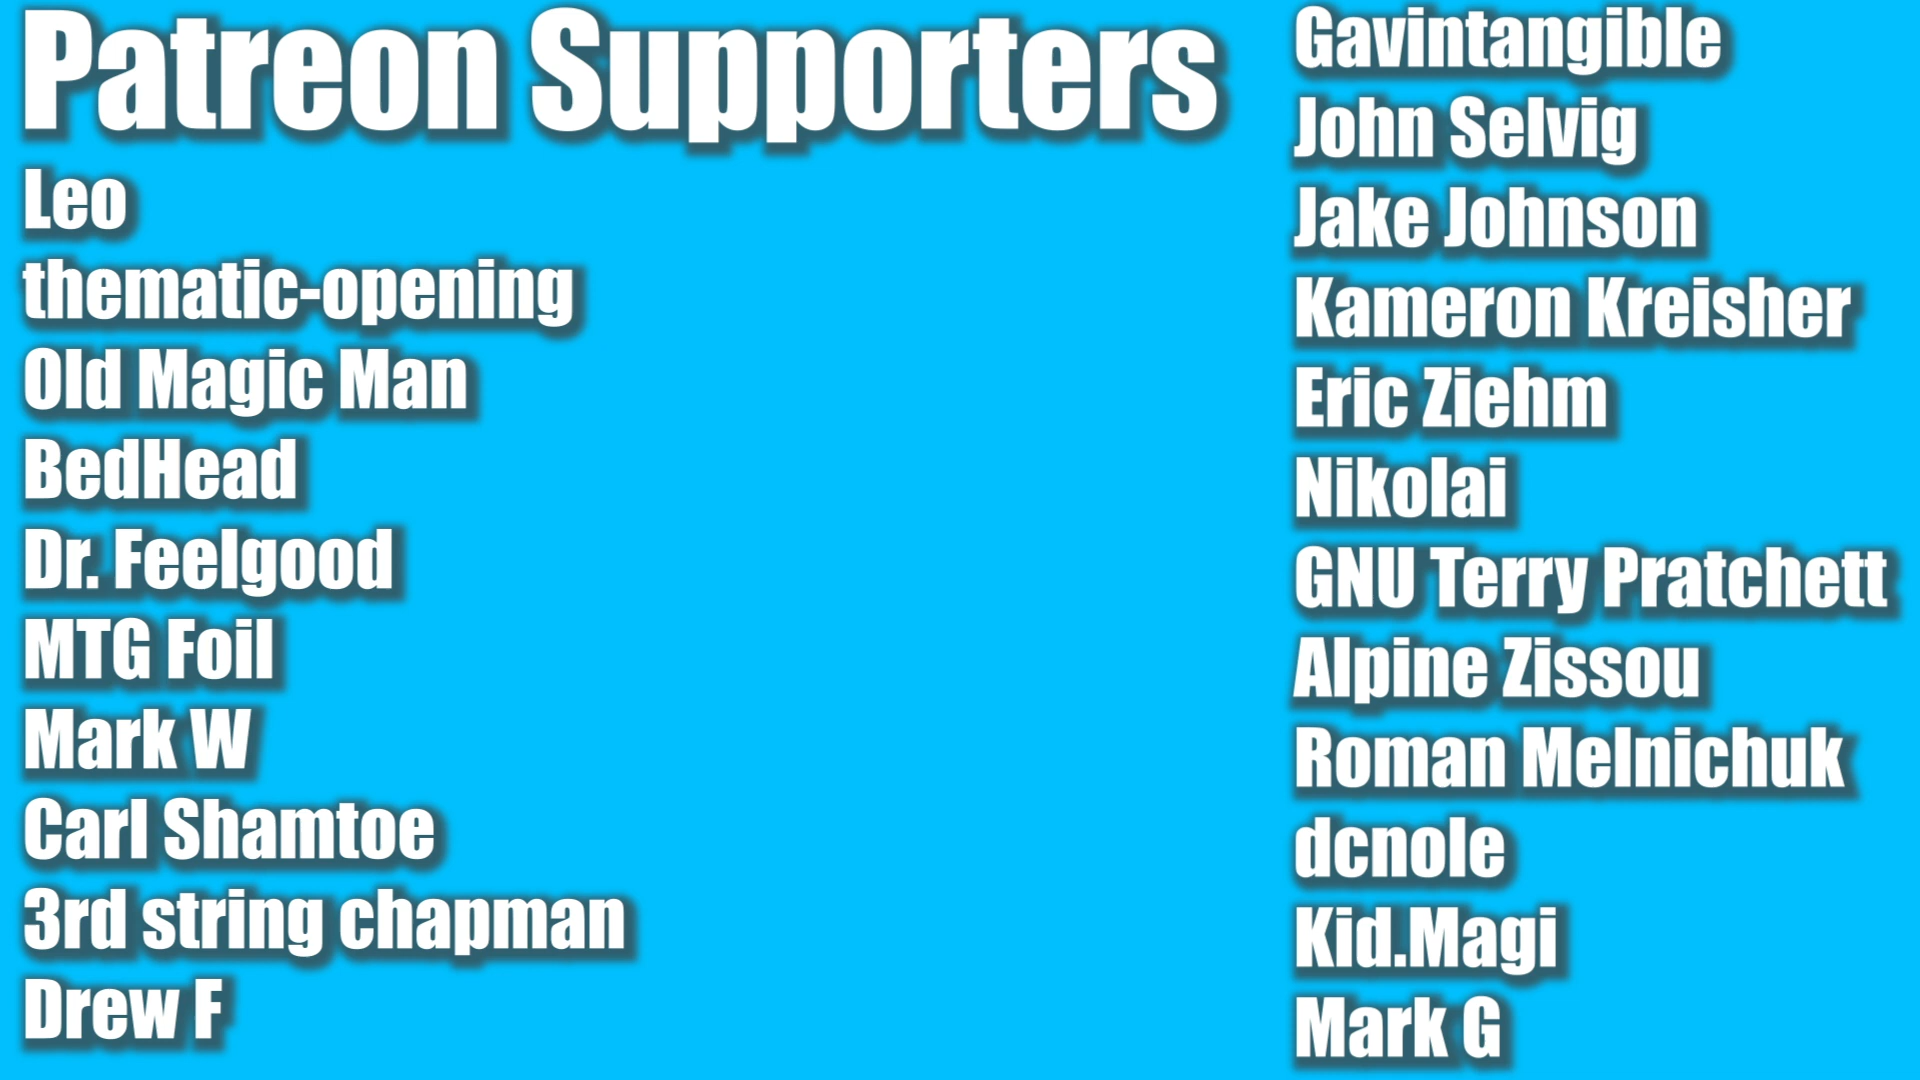 Patreon Supporters
Leo
thematic-opening
Old Magic Man
BedHead
Dr. Feelgood
MTG Foil
Mark W
Carl Shamtoe
3rd string chapman
Drew F
Gavintangible
John Selvig
Jake Johnson
Kameron Kreisher
Eric Ziehm
Nikolai
GNU Terry Pratchett
Alpine Zissou
Roman Melnichuk
dcnole
Kid.Magi
Mark G